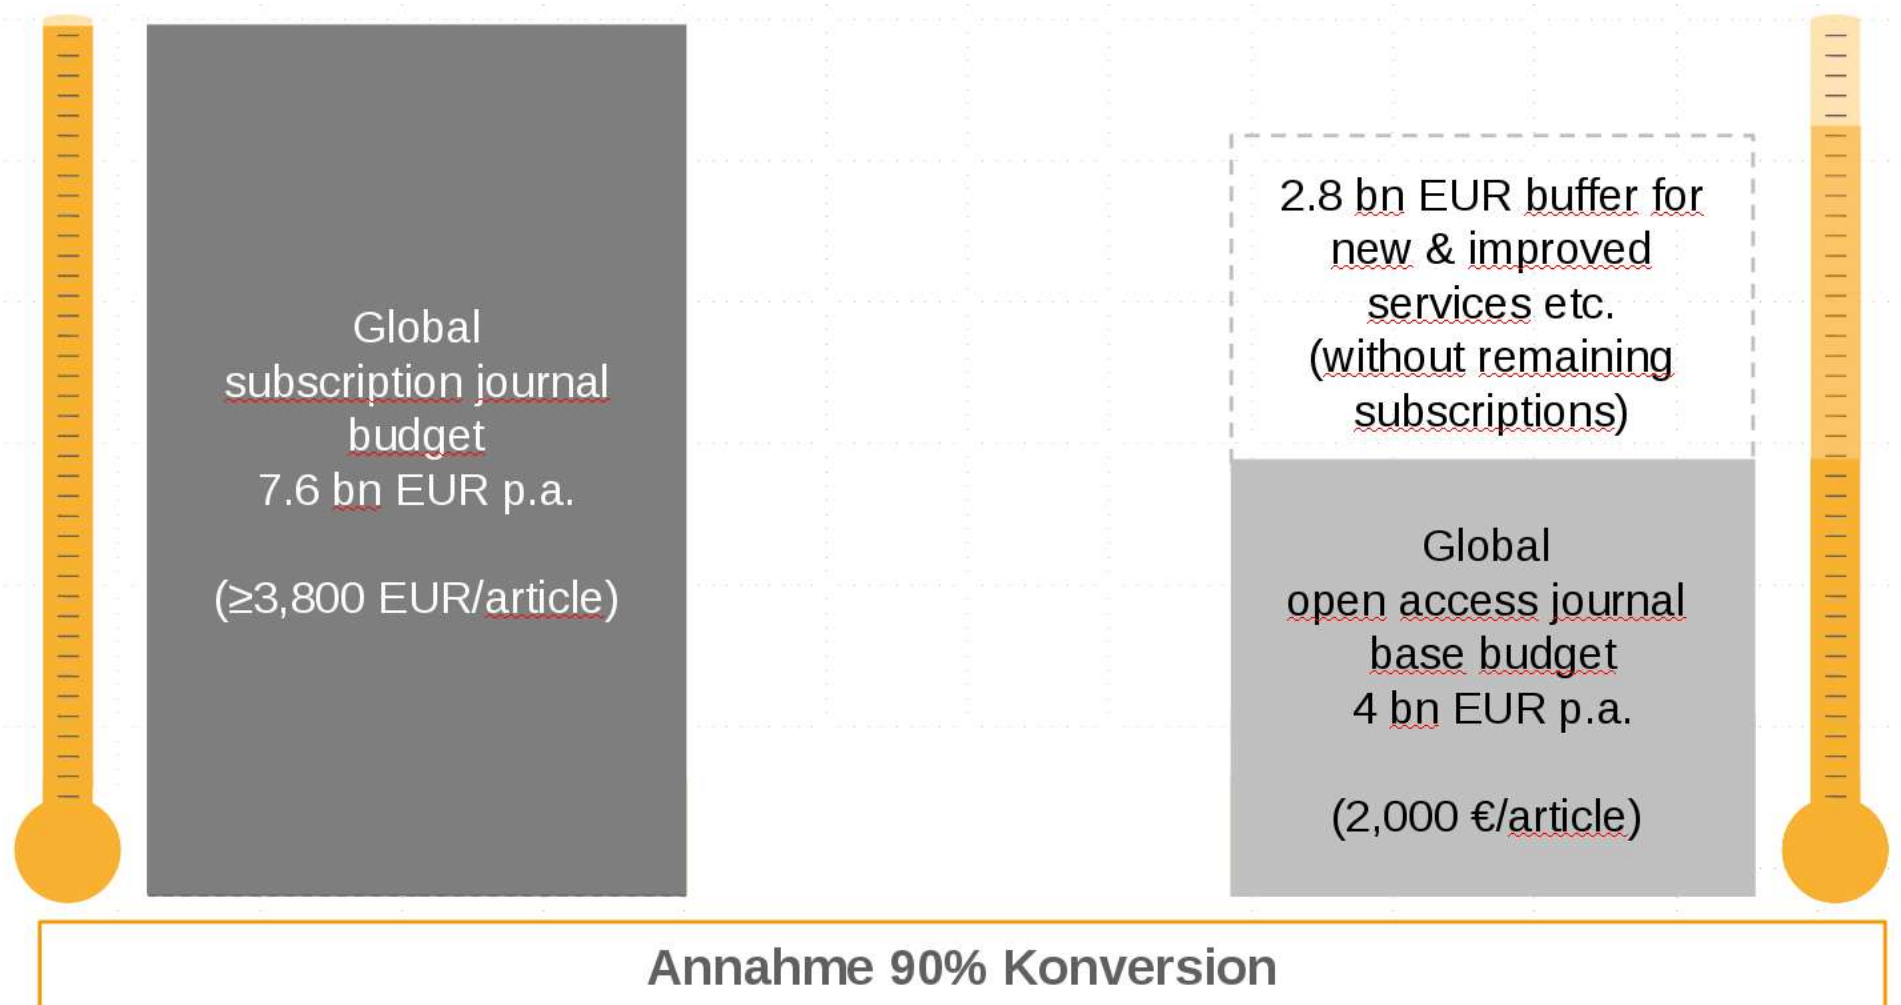 Global
subscription journal
budget
7.6 bn EUR p.a.
(≥3,800 EUR/article)
2.8 bn EUR buffer for
new & improved
services etc.
(without remaining
subscriptions)
Global
open access journal
base budget
4 bn EUR p.a.
(2,000 €/article)
Annahme 90% Konversion